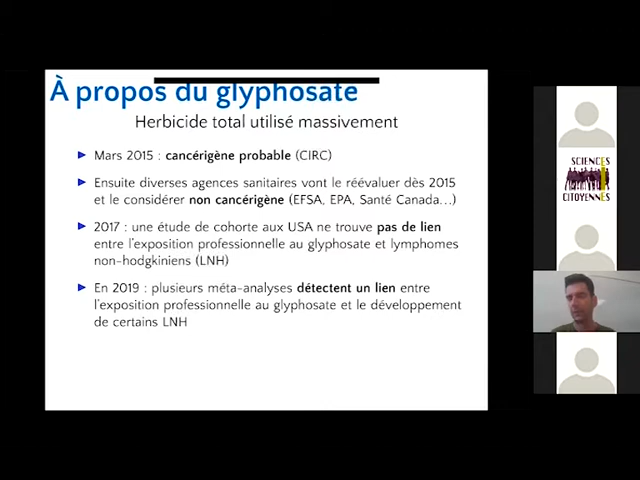 À propos du glyphosate
Herbicide total utilisé massivement
Mars 2015 : cancérigène probable (CIRC)
Ensuite diverses agences sanitaires vont le réévaluer dès 2015
et le considérer non cancérigène (EFSA, EPA, Santé Canada...)
2017 : une étude de cohorte aux USA ne trouve pas de lien
entre l'exposition professionnelle au glyphosate et lymphomes
non-hodgkiniens (LNH)
En 2019 : plusieurs méta-analyses détectent un lien entre
l'exposition professionnelle au glyphosate et le développement
de certains LNH
SCIENCES
CITOYENNES